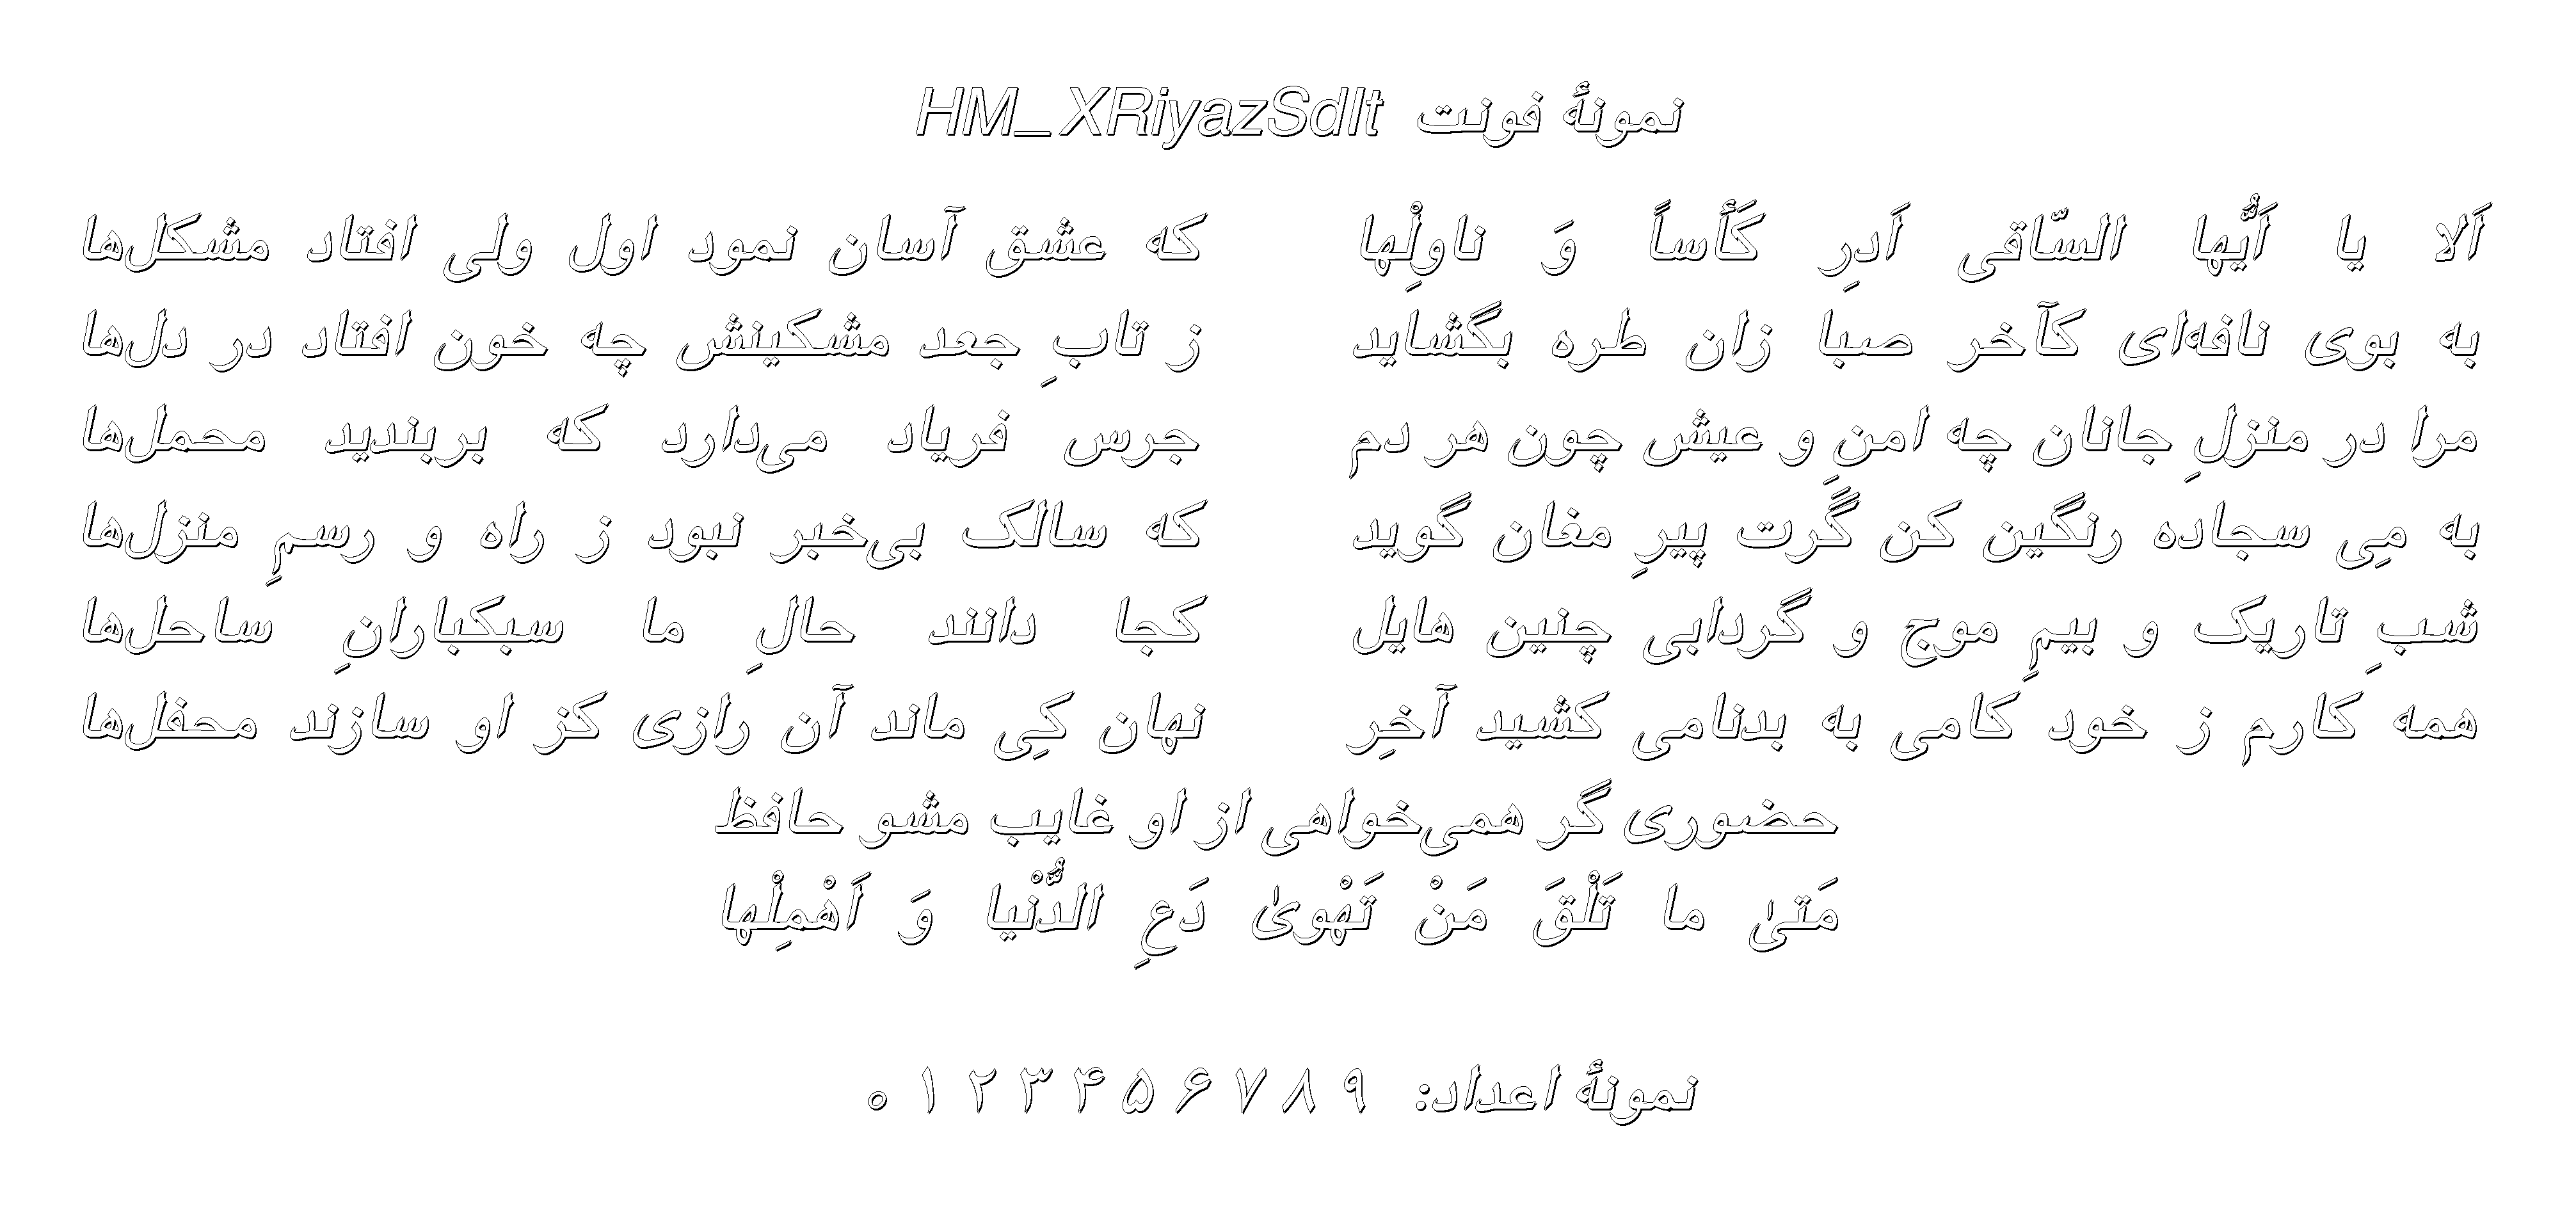 نمونهٔ فونت HM_XRiyazSdIt
اَلا یا اَیُّها السّاقی اَدرِ کَأساً وَ ناوِلْها که عشق آسان نمود اول ولی افتاد مشکل‌ها
به بوی نافه‌ای کآخر صبا زان طره بگشاید ز تابِ جعد مشکینش چه خون افتاد در دل‌ها
مرا در منزلِ جانان چه امنِ و عیش چون هر دم جرس فریاد می‌دارد که بربندید محمل‌ها
به مِی سجاده رنگین کن گَرت پیرِ مغان گوید که سالک بی‌خبر نبود ز راه و رسمِ منزل‌ها
شبِ تاریک و بیمِ موج و گردابی چنین هایل کجا دانند حالِ ما سبکبارانِ ساحل‌ها
همه کارم ز خود کامی به بدنامی کشید آخِر نهان کِی ماند آن رازی کز او سازند محفل‌ها
حضوری گر همی‌خواهی از او غایب مشو حافظ
مَتیٰ ما تَلْقَ مَنْ تَهْویٰ دَعِ الدُّنْیا وَ اَهْمِلْها
نمونهٔ اعداد: ۰ ۱ ۲ ۳ ۴ ۵ ۶ ۷ ۸ ۹